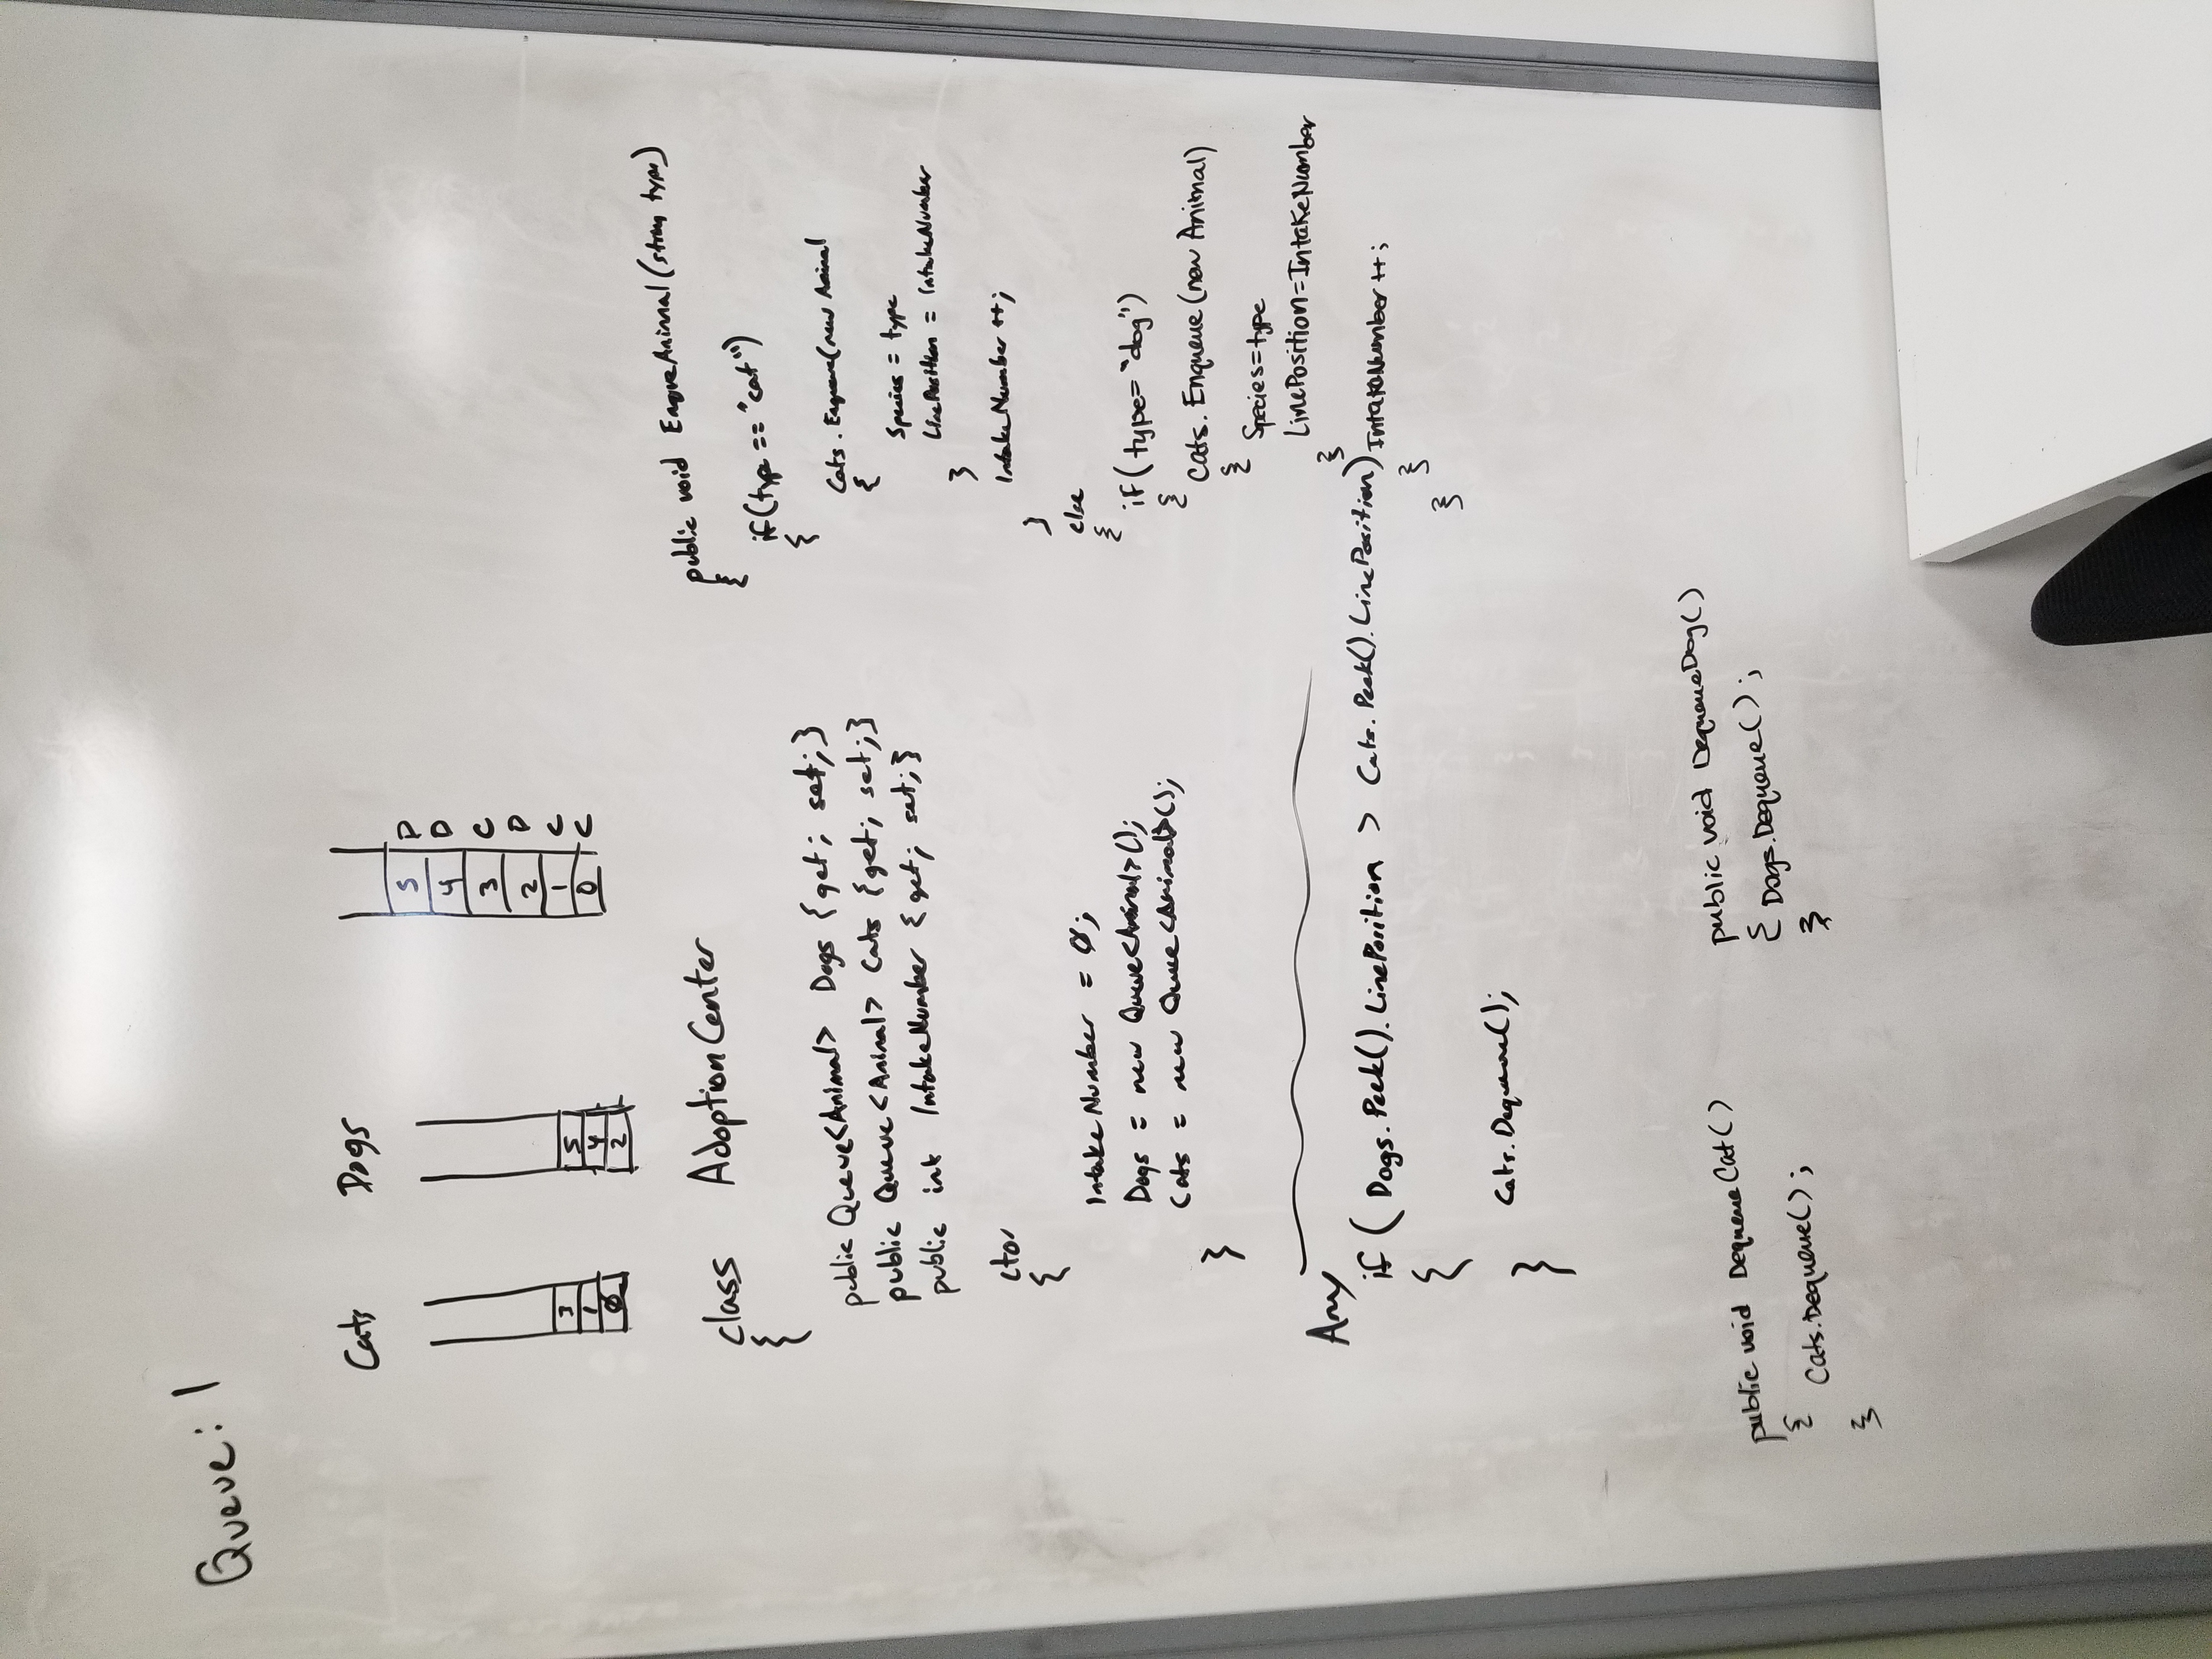 Queue: 1
Cats
Dogs
3
1
0
5
4
2
5 D
4 D
3 C
2 D
1 C
0 C
class AdoptionCenter
{
public Queue<Animal> Dogs {get; set;}
public Queue<Animal> Cats {get; set;}
public int IntakeNumber {get; set;}
ctor
{
IntakeNumber = 0;
Dogs = new Queue<Animal>();
Cats = new Queue<Animal>();
}
Any
if ( Dogs.Peek().LinePosition > Cats.Peek().LinePosition)
{
Cats.Dequeue();
}
public void EnqueAnimal(string type)
{
if(type == "cat")
{
Cats.Enqueue(new Animal
{
Species = type
LinePosition = IntakeNumber
}
IntakeNumber++;
}
else
{
if(type="dog")
{
Cats.Enqueue(new Animal)
{
Species=type
LinePosition=IntakeNumber
}
IntakeNumber++;
}
}
public void DequeueCat()
{
Cats.Dequeue();
}
public void DequeueDog()
{ Dogs.Dequeue();
}